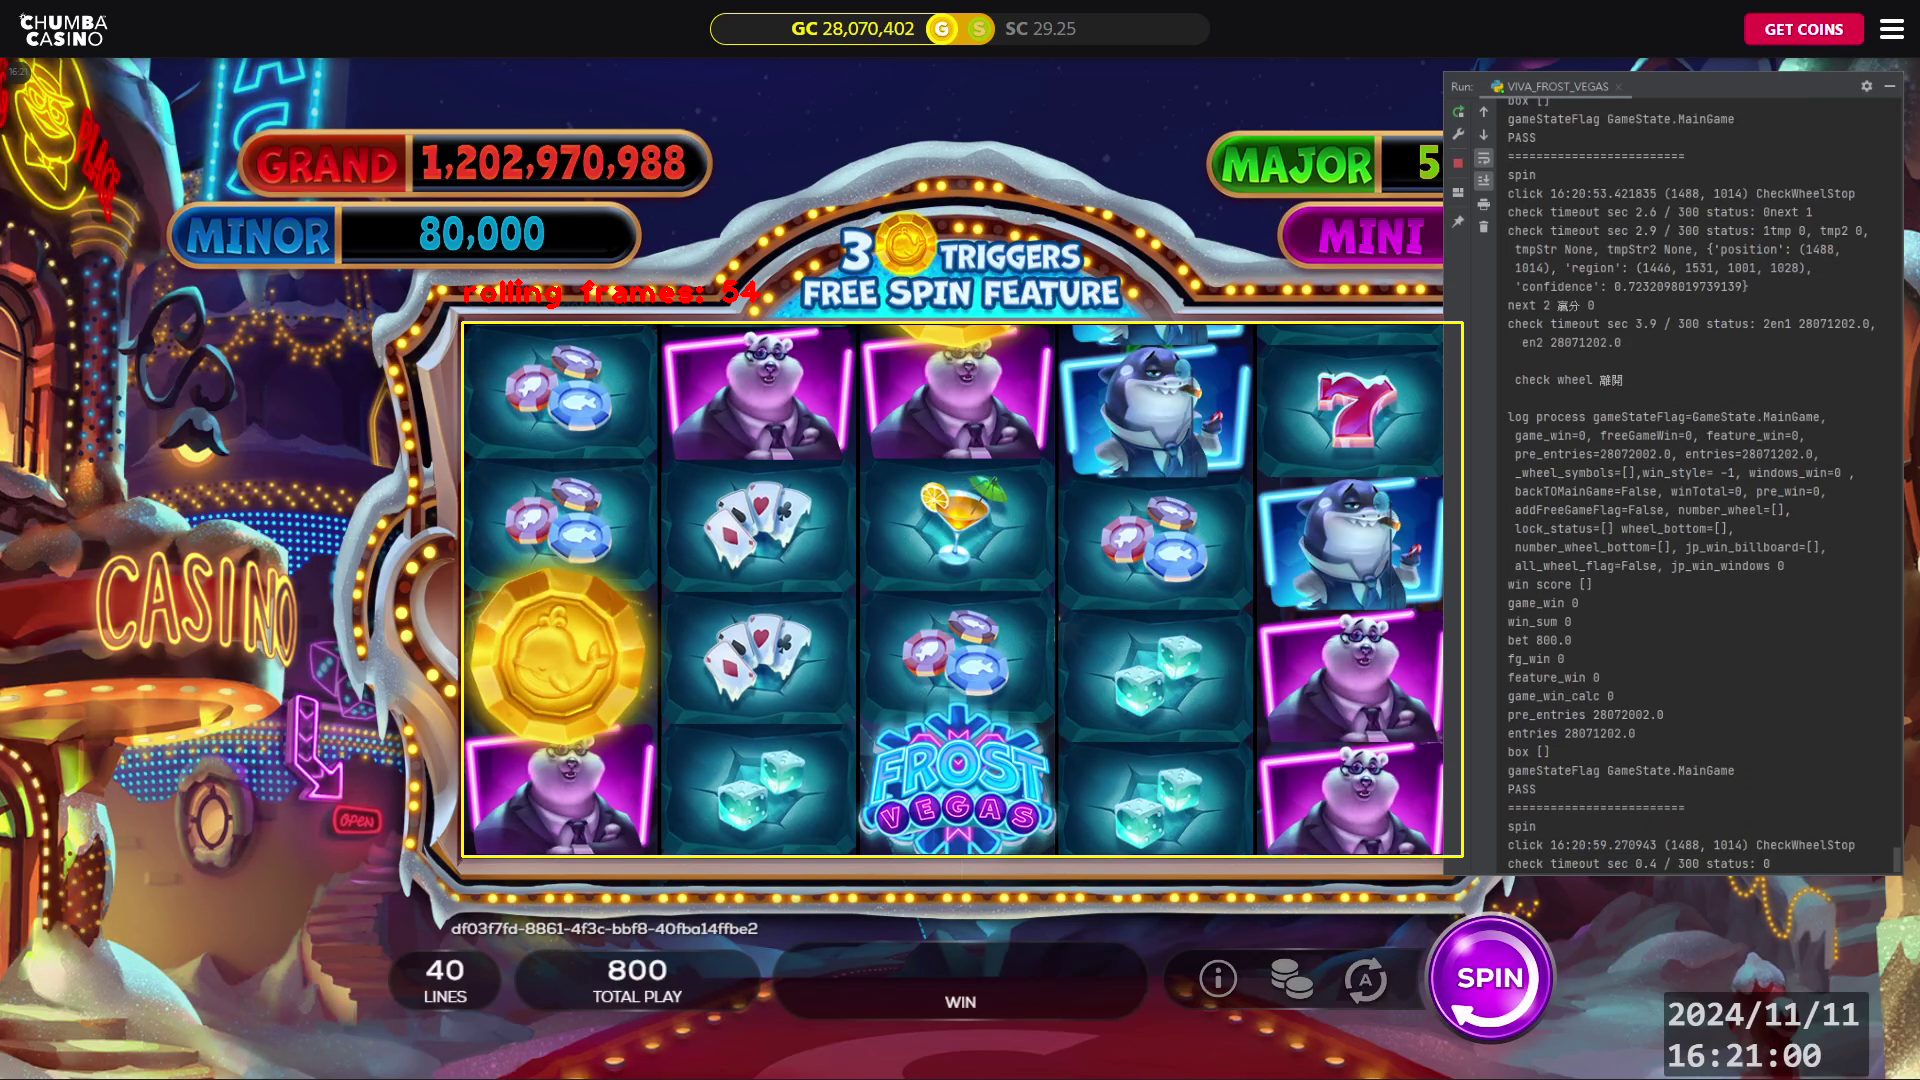 CHUMBA
CASINO
GC 28,070,402
G
S
SC 29.25
GET COINS
16:21
PLACE
GRAND 1,202,970,988
MINOR 80,000
MAJOR 5
MINI
3 TRIGGERS
FREE SPIN FEATURE
rolling frames: 54
CASINO
OPEN
7
FROST
VEGAS
df03f7fd-8861-4f3c-bbf8-40fba14ffbe2
40
LINES
800
TOTAL PLAY
WIN
A
SPIN
2024/11/11
16:21:00
Run: VIVA_FROST_VEGAS
box []
gameStateFlag GameState.MainGame
PASS
=========================
spin
click 16:20:53.421835 (1488, 1014) CheckWheelStop
check timeout sec 2.6 / 300 status: 0next 1
check timeout sec 2.9 / 300 status: 1tmp 0, tmp2 0,
tmpStr None, tmpStr2 None, {'position': (1488,
1014), 'region': (1446, 1531, 1001, 1028),
'confidence': 0.7232098019739139}
next 2 贏分 0
check timeout sec 3.9 / 300 status: 2en1 28071202.0,
en2 28071202.0
check wheel 離開
log process gameStateFlag=GameState.MainGame,
game_win=0, freeGameWin=0, feature_win=0,
pre_entries=28072002.0, entries=28071202.0,
_wheel_symbols=[],win_style= -1, windows_win=0 ,
backTOMainGame=False, winTotal=0, pre_win=0,
addFreeGameFlag=False, number_wheel=[],
lock_status=[] wheel_bottom=[],
number_wheel_bottom=[], jp_win_billboard=[],
all_wheel_flag=False, jp_win_windows 0
win score []
game_win 0
win_sum 0
bet 800.0
fg_win 0
feature_win 0
game_win_calc 0
pre_entries 28072002.0
entries 28071202.0
box []
gameStateFlag GameState.MainGame
PASS
=========================
spin
click 16:20:59.270943 (1488, 1014) CheckWheelStop
check timeout sec 0.4 / 300 status: 0